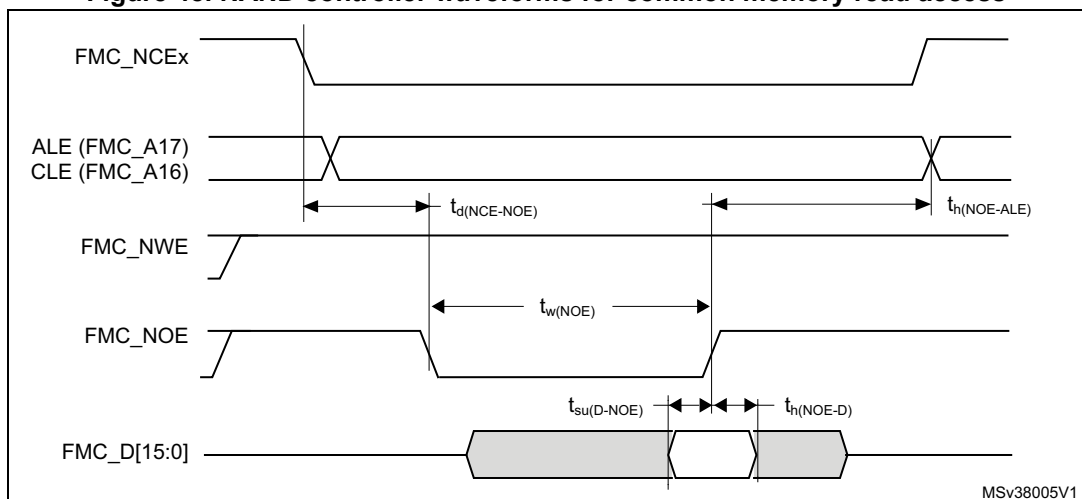 Figure 48. NAND controller waveforms for common memory read access
FMC_NCEx
ALE (FMC_A17)
CLE (FMC_A16)
td(NCE-NOE)
th(NOE-ALE)
FMC_NWE
tw(NOE)
FMC_NOE
tsu(D-NOE)
th(NOE-D)
FMC_D[15:0]
MSv38005V1